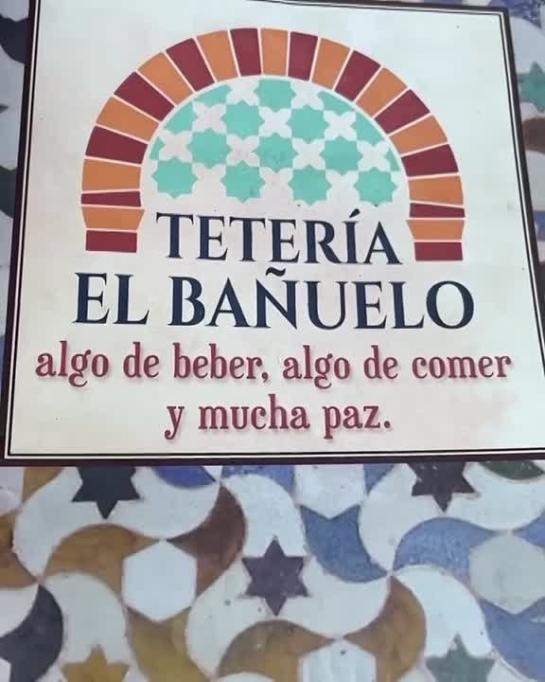 TETERÍA
EL BAÑUELO
algo de beber, algo de comer
y mucha paz.